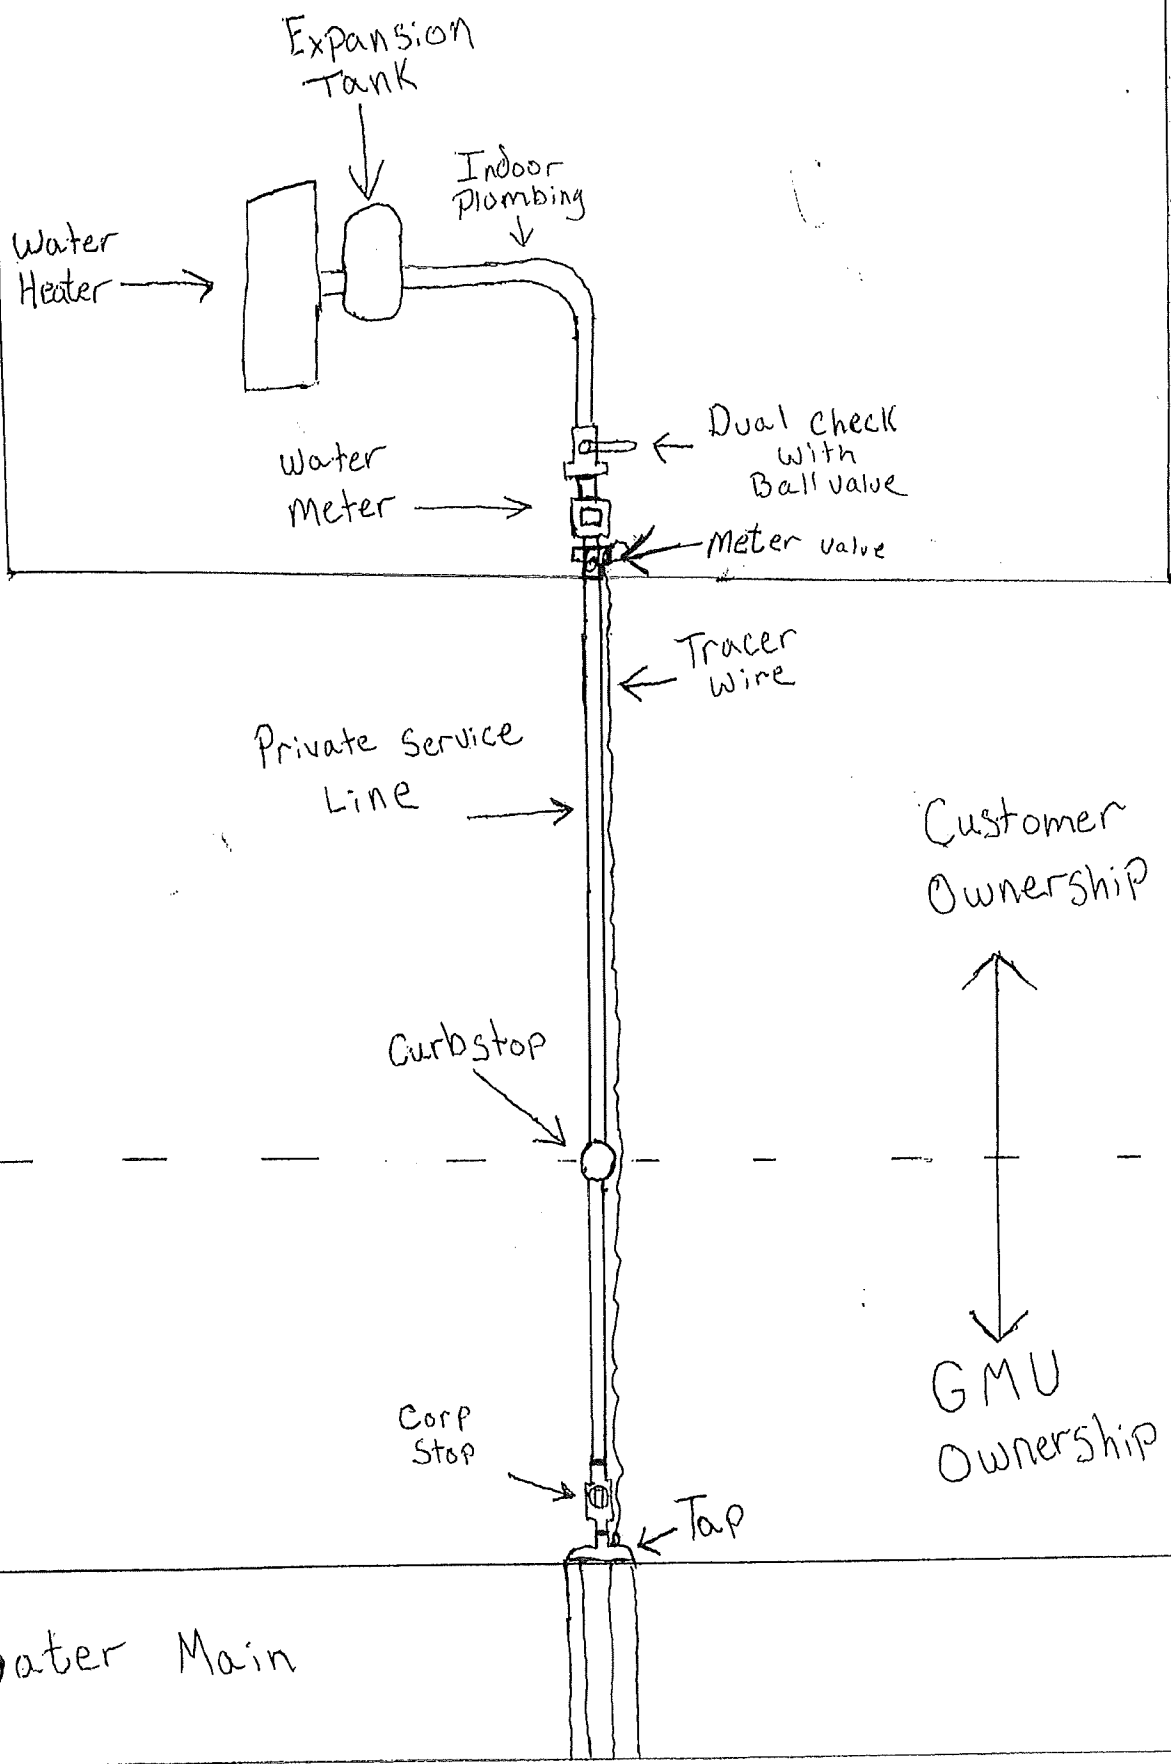 Expansion
Tank
Indoor
Plumbing
Water
Heater
Dual Check
with
Ball valve
Water
Meter
Meter valve
Tracer
Wire
Private Service
Line
Customer
Ownership
Curbstop
GMU
Ownership
Corp
Stop
Tap
ater Main